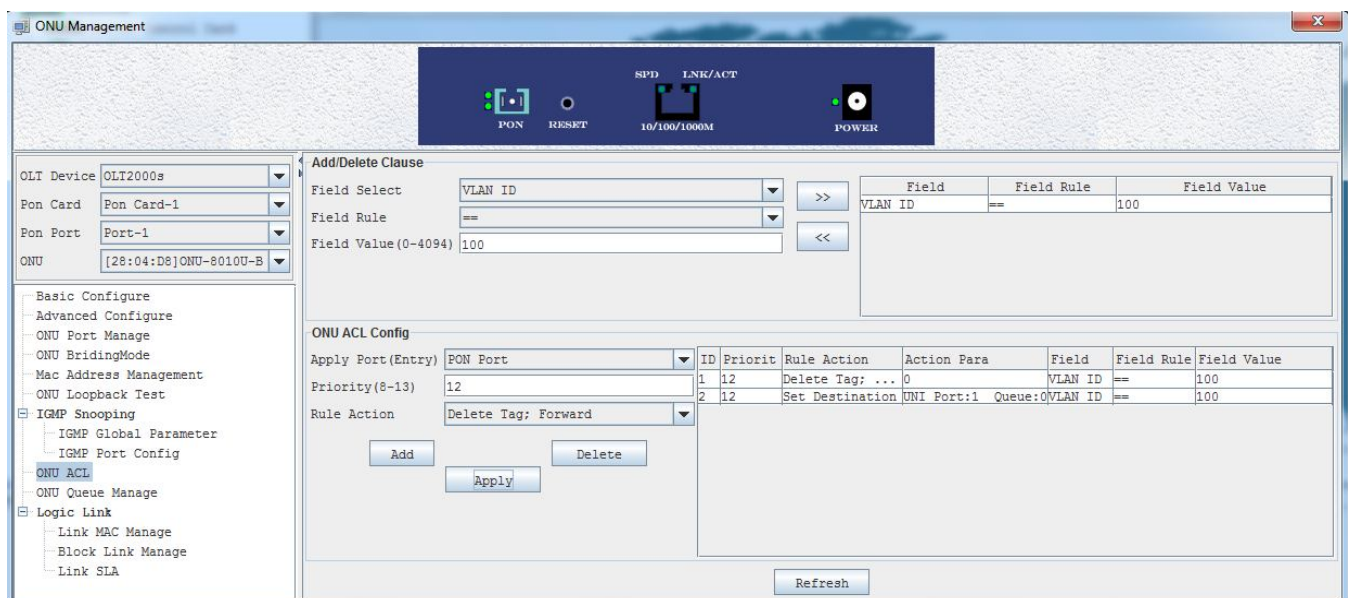 ONU Management
X
SPD LNK/ACT
PON RESET 10/100/1000M POWER
OLT Device OLT2000s
Pon Card Pon Card-1
Pon Port Port-1
ONU [28:04:D8]ONU-8010U-B
Basic Configure
Advanced Configure
ONU Port Manage
ONU BridingMode
Mac Address Management
ONU Loopback Test
IGMP Snooping
IGMP Global Parameter
IGMP Port Config
ONU ACL
ONU Queue Manage
Logic Link
Link MAC Manage
Block Link Manage
Link SLA
Add/Delete Clause
Field Select VLAN ID >>
Field Rule == <<
Field Value(0-4094) 100
Field Field Rule Field Value
VLAN ID == 100
ONU ACL Config
Apply Port(Entry) PON Port
Priority(8-13) 12
Rule Action Delete Tag; Forward
Add Delete
Apply
ID Priorit Rule Action Action Para Field Field Rule Field Value
1 12 Delete Tag; ... 0 VLAN ID == 100
2 12 Set Destination UNI Port:1 Queue:0 VLAN ID == 100
Refresh